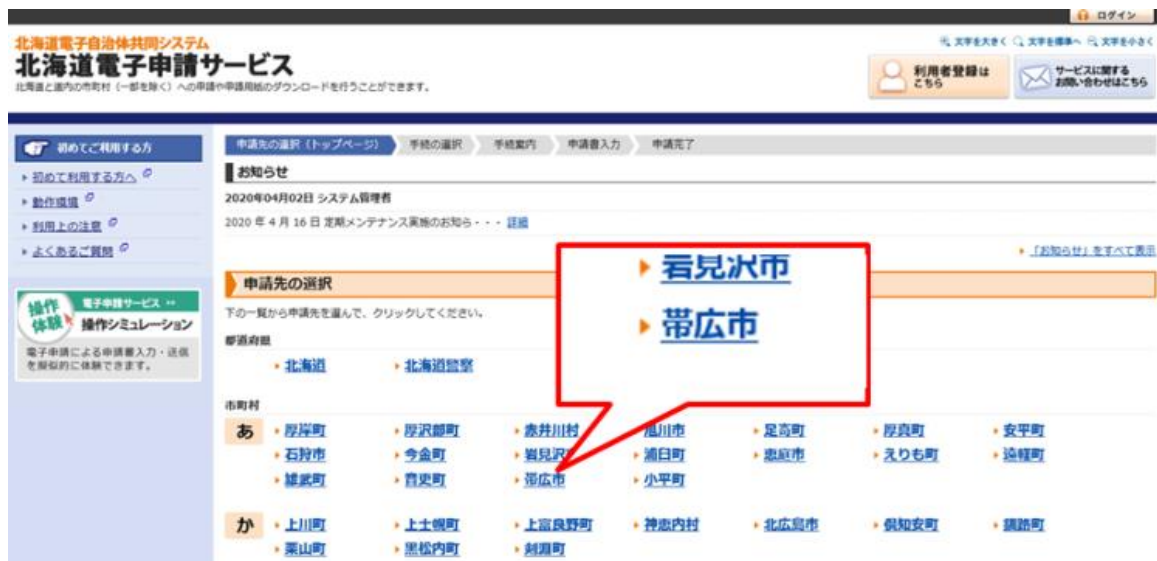 ログイン
北海道電子自治体共同システム
北海道電子申請サービス
北海道と道内の市町村（一部を除く）への申請や申請用紙のダウンロードを行うことができます。
文字を大きく 文字を標準へ 文字を小さく
利用者登録は
こちら
サービスに関する
お問い合わせはこちら
初めてご利用する方
初めて利用する方へ
動作環境
利用上の注意
よくあるご質問
操作
体験
電子申請サービス
操作シミュレーション
電子申請による申請書入力・送信
を擬似的に体験できます。
申請先の選択（トップページ） 手続の選択 手続案内 申請書入力 申請完了
お知らせ
2020年04月02日 システム管理者
2020 年 4 月 16 日 定期メンテナンス実施のお知ら・・・ 詳細
「お知らせ」をすべて表示
申請先の選択
下の一覧から申請先を選んで、クリックしてください。
岩見沢市
帯広市
都道府県
北海道 北海道警察
市町村
あ 厚岸町 厚沢部町 赤井川村 旭川市 足寄町 厚真町 安平町
石狩市 今金町 岩見沢 浦臼町 恵庭市 えりも町 遠軽町
雄武町 音更町 帯広市 小平町
か 上川町 上士幌町 上富良野町 神恵内村 北広島市 倶知安町 釧路町
栗山町 黒松内町 剣淵町